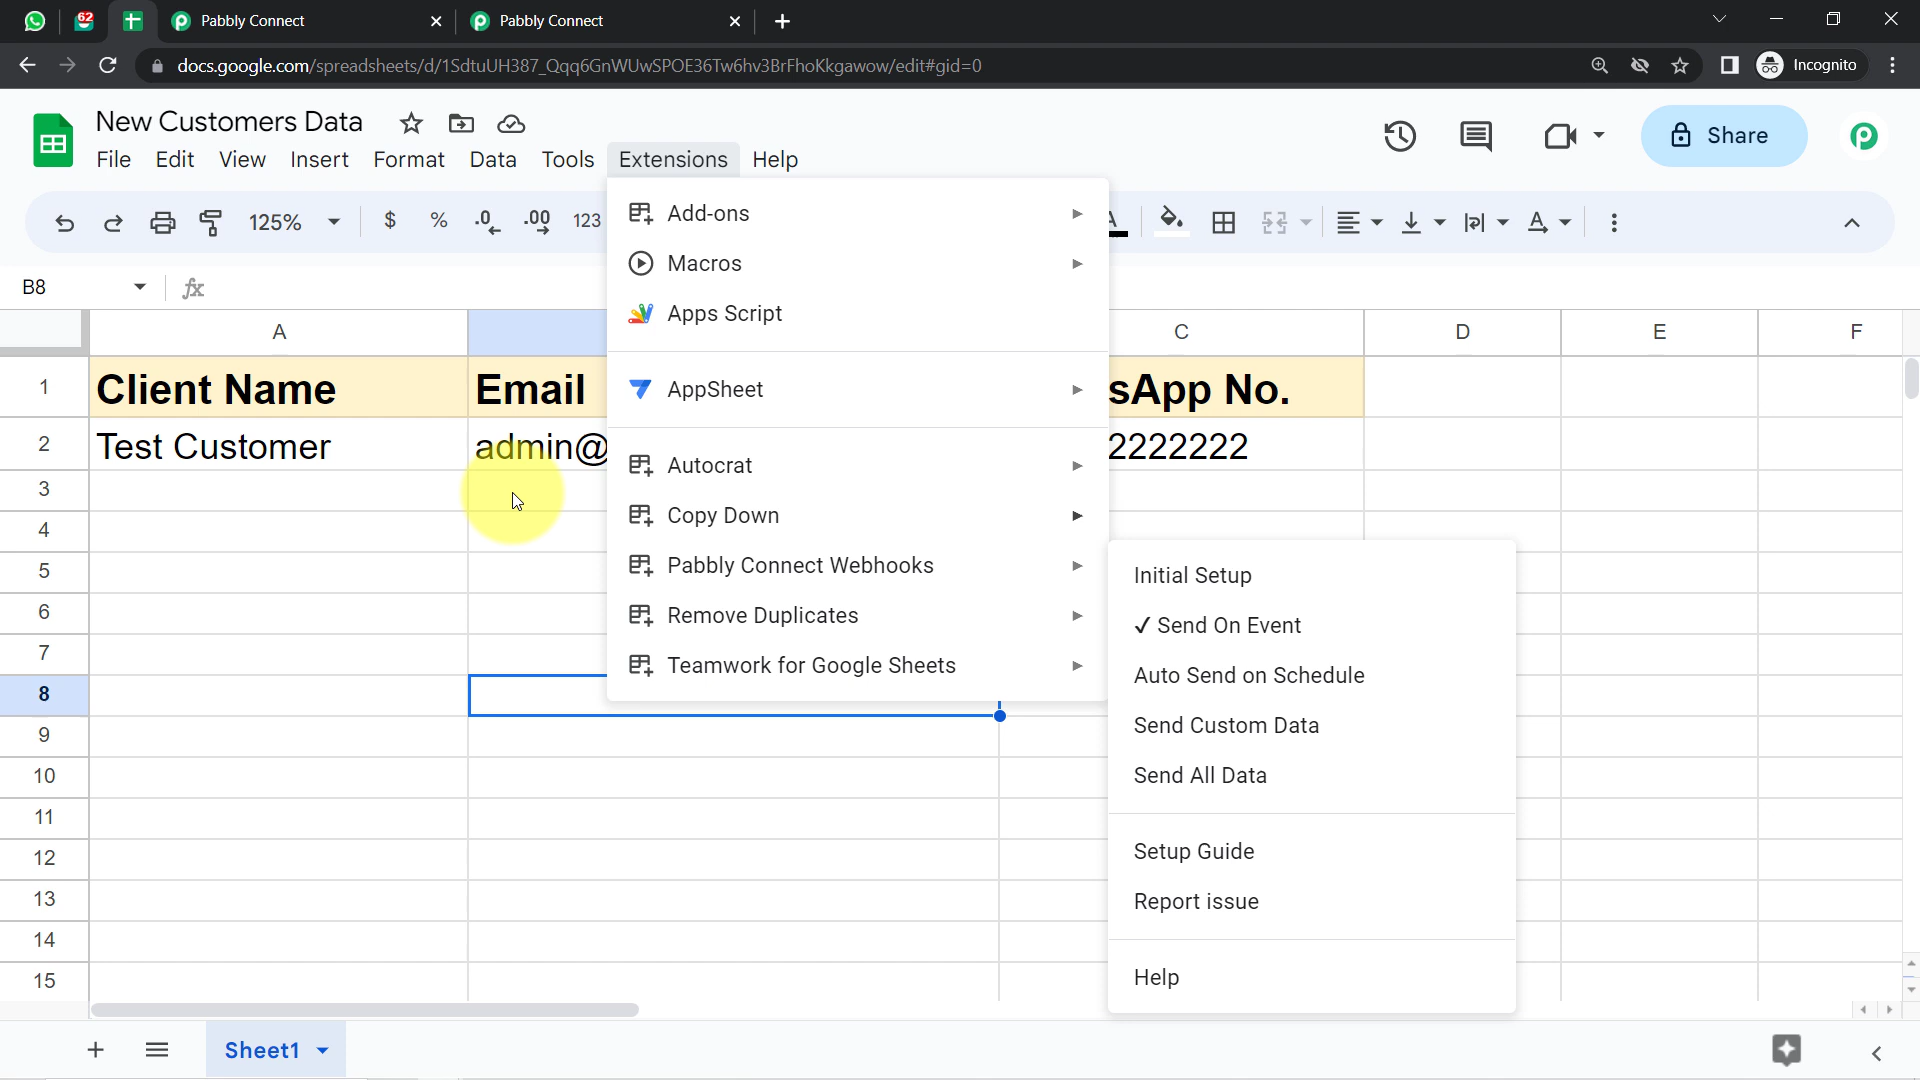 62
Pabbly Connect
Pabbly Connect
docs.google.com/spreadsheets/d/1SdtuUH387_Qqq6GnWUwSPOE36Tw6hv3BrFhoKkgawow/edit#gid=0
Incognito
New Customers Data
File Edit View Insert Format Data Tools Extensions Help
Share
125% $ % .0 .00 123
A
B8
fx
A C D E F
1 Client Name Email sApp No.
2 Test Customer admin@ 2222222
3
4
5
6
7
8
9
10
11
12
13
14
15
Add-ons
Macros
Apps Script
AppSheet
Autocrat
Copy Down
Pabbly Connect Webhooks
Remove Duplicates
Teamwork for Google Sheets
Initial Setup
✓ Send On Event
Auto Send on Schedule
Send Custom Data
Send All Data
Setup Guide
Report issue
Help
Sheet1